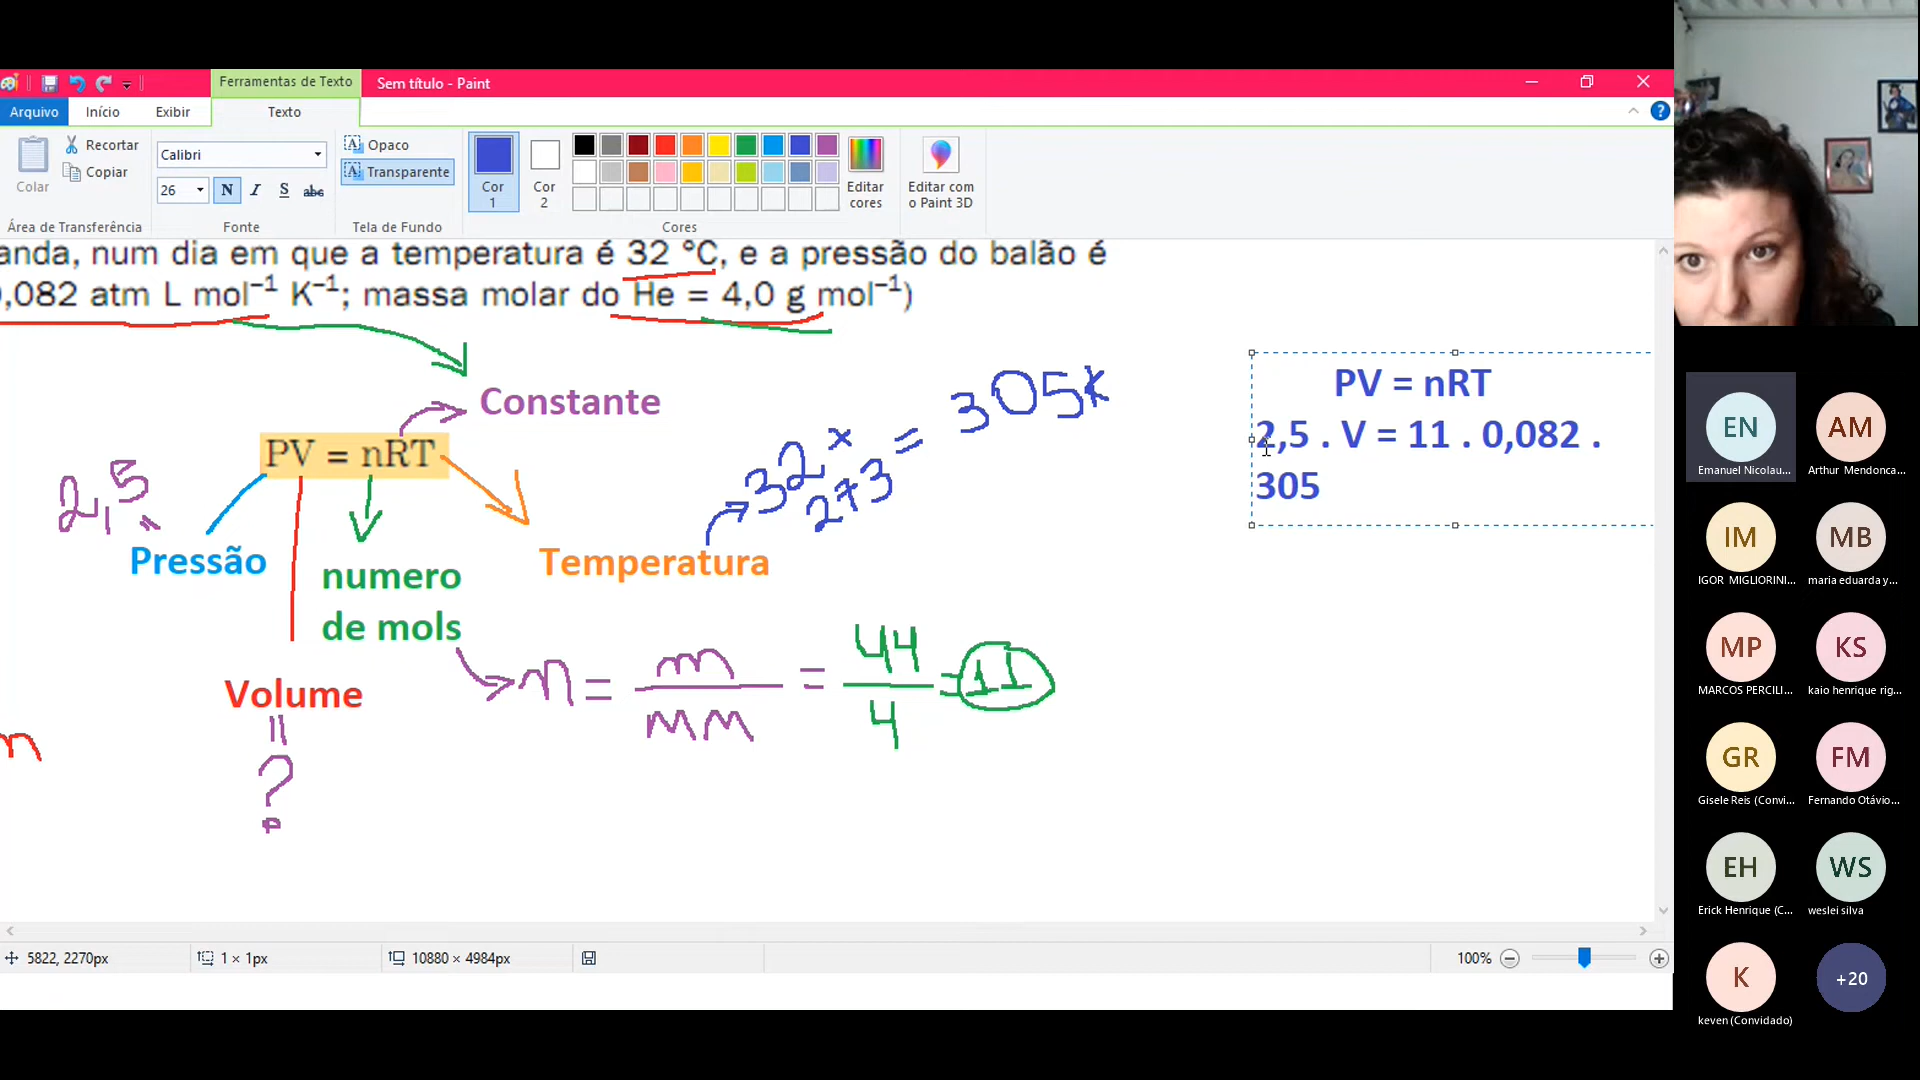 Ferramentas de Texto
Sem título - Paint
Arquivo
Início
Exibir
Texto
Colar
Recortar
Copiar
Área de Transferência
Calibri
26
N
I
S
abc
Fonte
Opaco
Transparente
Tela de Fundo
Cor
1
Cor
2
Cores
Editar
cores
Editar com
o Paint 3D
anda, num dia em que a temperatura é 32 °C, e a pressão do balão é
,082 atm L mol⁻¹ K⁻¹; massa molar do He = 4,0 g mol⁻¹)
Constante
PV = nRT
2,5
Pressão
Volume
=
?
numero
de mols
Temperatura
32 +
273
= 305K
n = m = 44 = 11
mM 4
m
PV = nRT
2,5 . V = 11 . 0,082 .
305
5822, 2270px
1 × 1px
10880 × 4984px
100%
EN
Emanuel Nicolau...
AM
Arthur Mendonca...
IM
IGOR MIGLIORINI...
MB
maria eduarda y...
MP
MARCOS PERCILI...
KS
kaio henrique rig...
GR
Gisele Reis (Convi...
FM
Fernando Otávio...
EH
Erick Henrique (C...
WS
weslei silva
K
keven (Convidado)
+20